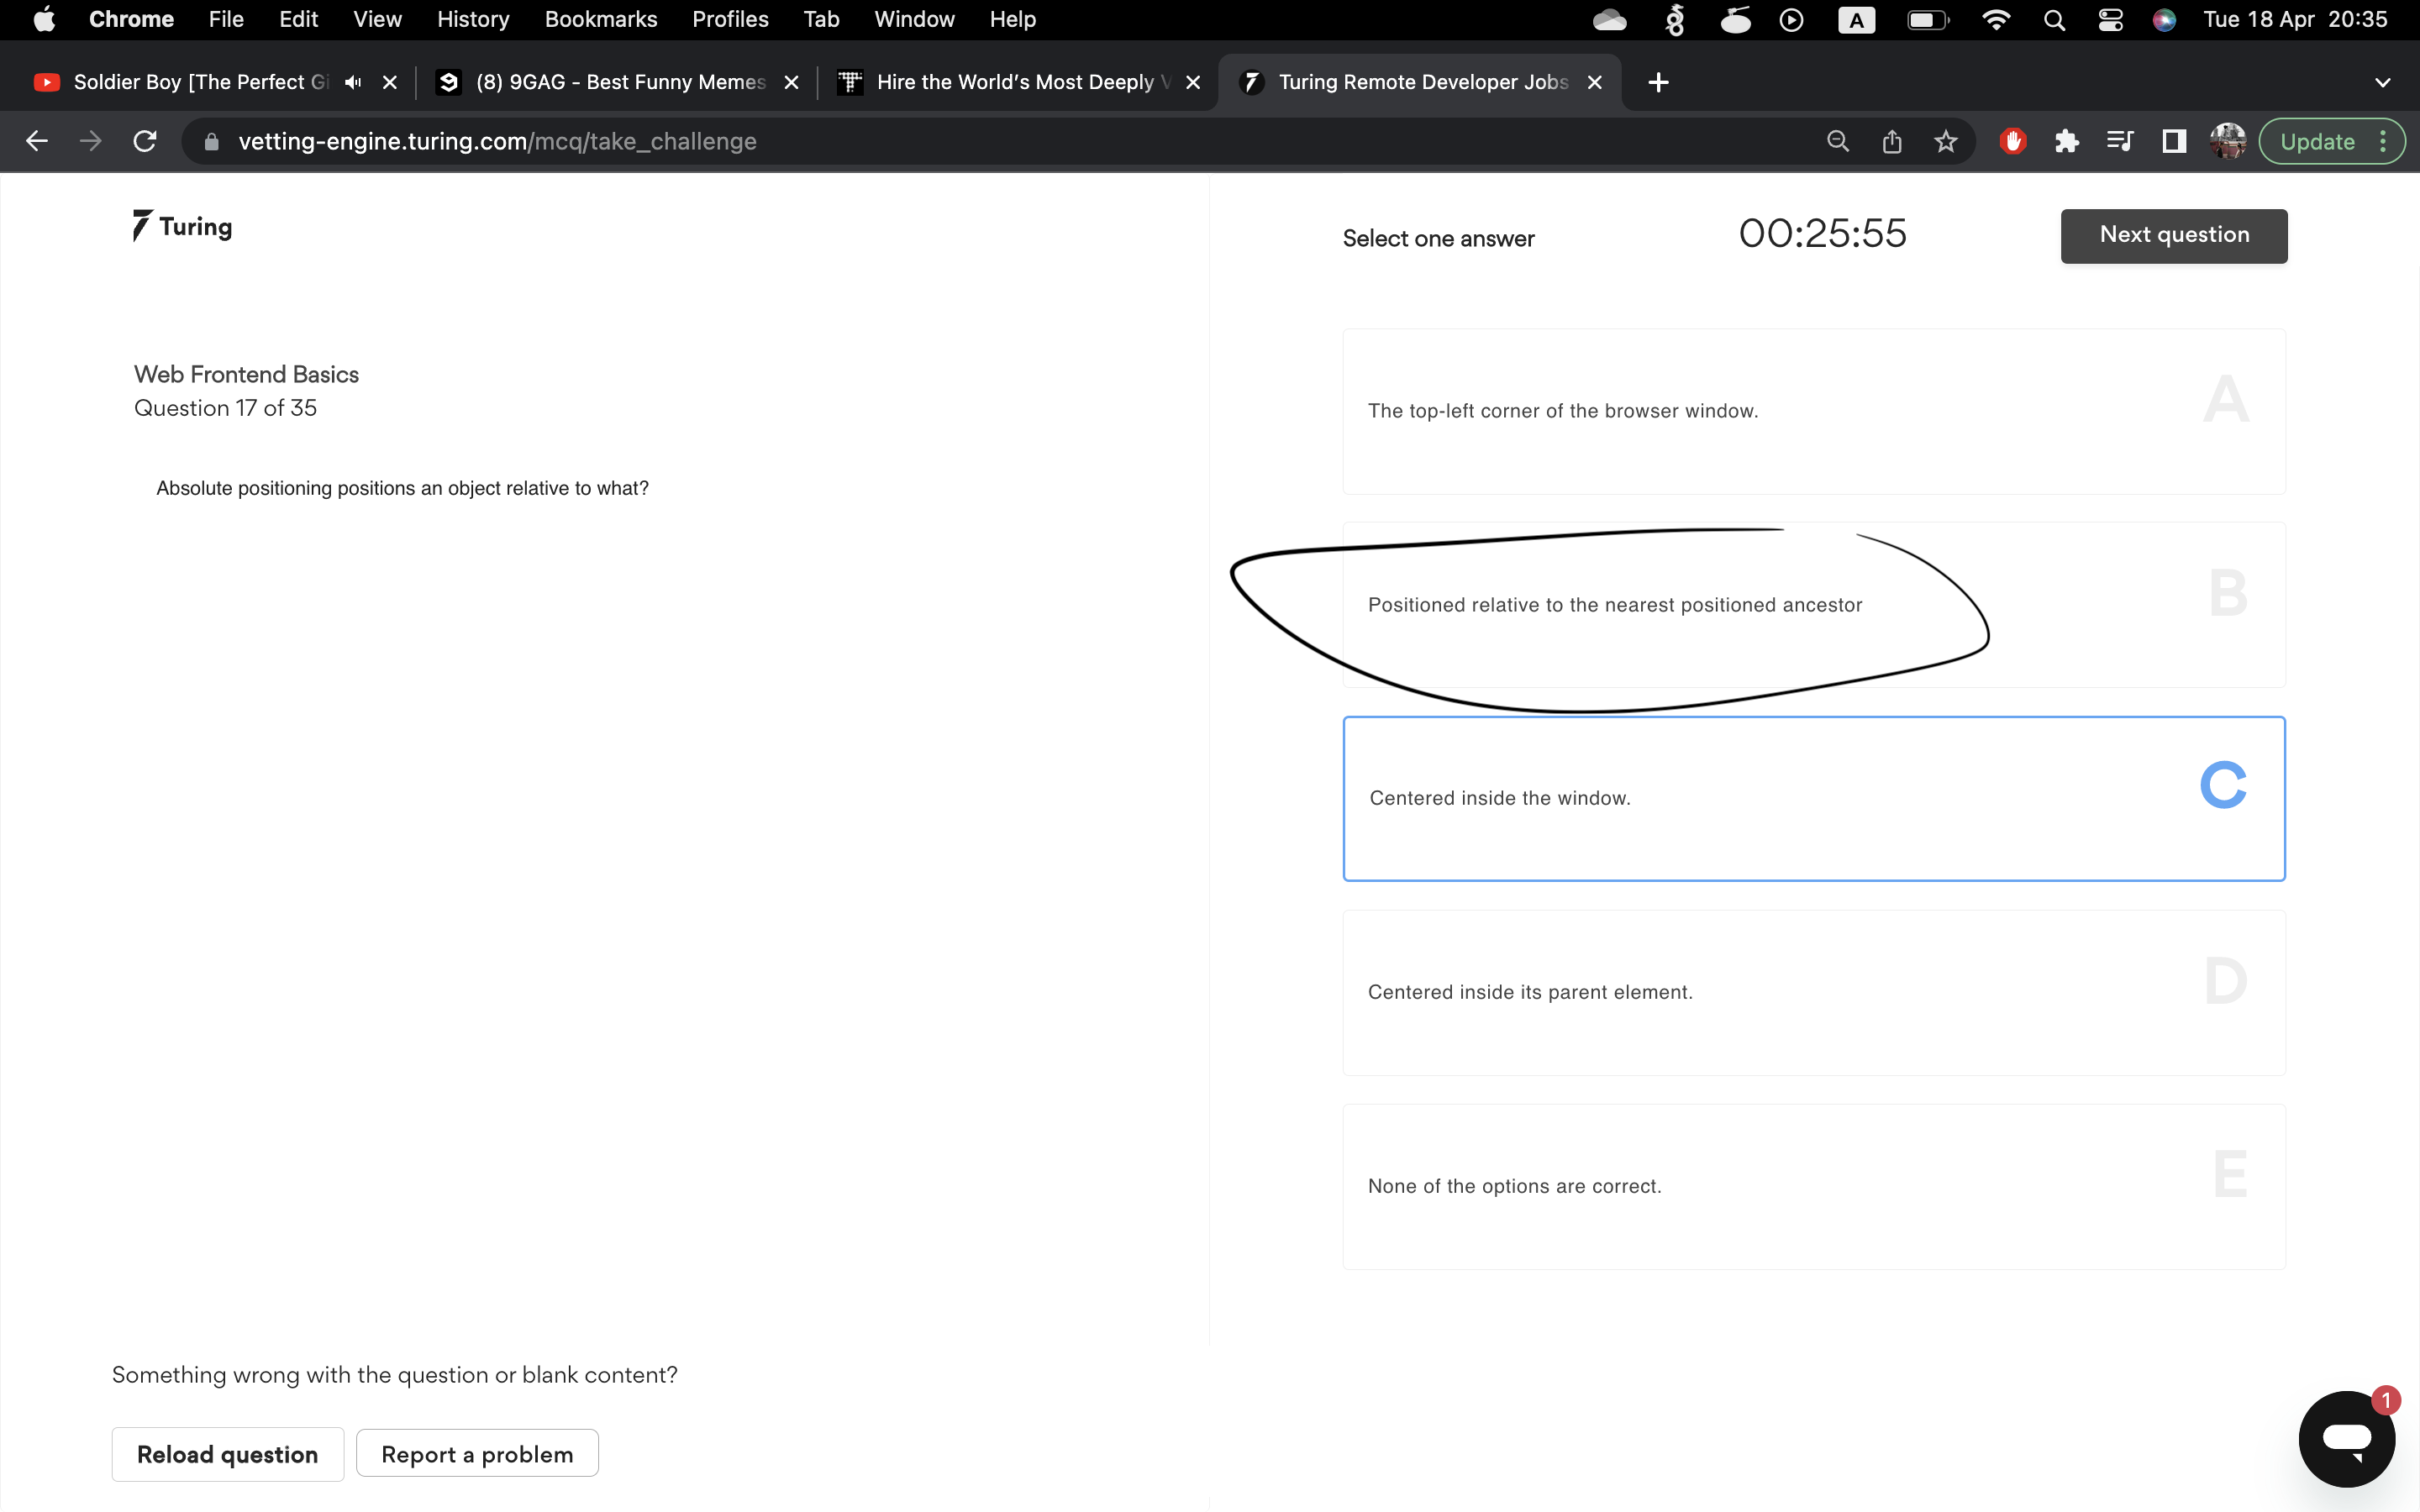 Chrome File Edit View History Bookmarks Profiles Tab Window Help A Tue 18 Apr 20:35
Soldier Boy [The Perfect Gi (8) 9GAG - Best Funny Memes Hire the World's Most Deeply V Turing Remote Developer Jobs
vetting-engine.turing.com/mcq/take_challenge Update
Turing
Select one answer 00:25:55 Next question
Web Frontend Basics
Question 17 of 35
Absolute positioning positions an object relative to what?
The top-left corner of the browser window. A
Positioned relative to the nearest positioned ancestor B
Centered inside the window. C
Centered inside its parent element. D
None of the options are correct. E
Something wrong with the question or blank content?
Reload question Report a problem
1